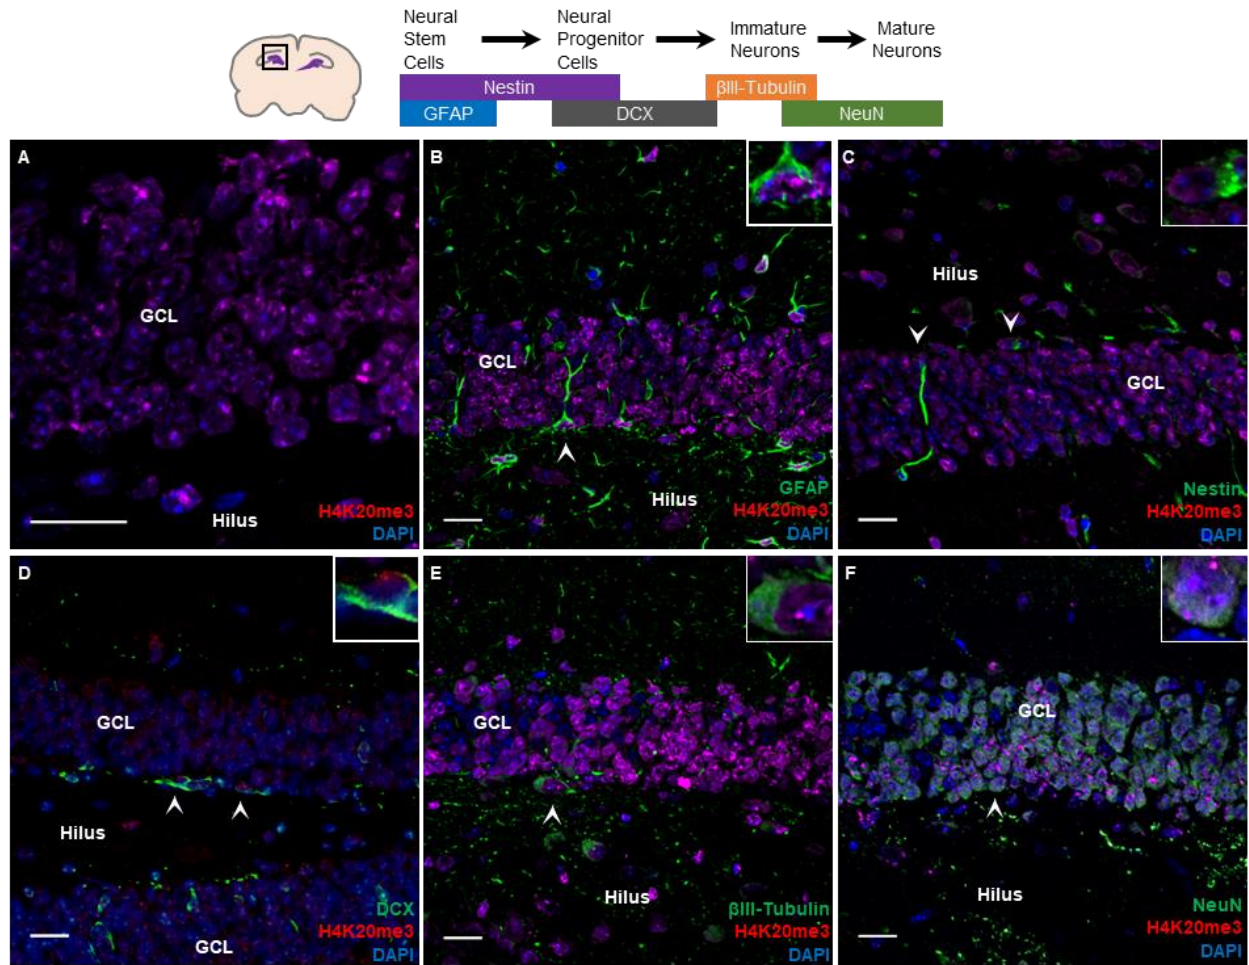 Neural
Stem
Cells
Neural
Progenitor
Cells
Immature
Neurons
Mature
Neurons
Nestin
βIII-Tubulin
GFAP
DCX
NeuN
A
GCL
Hilus
H4K20me3
DAPI
B
GCL
Hilus
GFAP
H4K20me3
DAPI
C
Hilus
GCL
Nestin
H4K20me3
DAPI
D
GCL
Hilus
GCL
DCX
H4K20me3
DAPI
E
GCL
Hilus
βIII-Tubulin
H4K20me3
DAPI
F
GCL
Hilus
NeuN
H4K20me3
DAPI